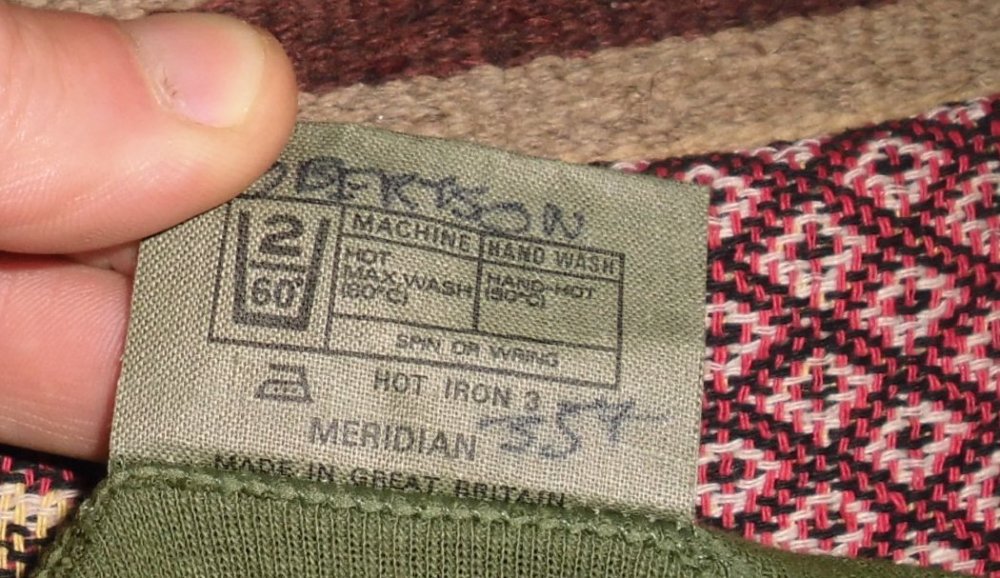 OBERTSON
2 MACHINE HAND WASH
60° HOT HAND-HOT
MAX.WASH (50°C)
(60°C)
SPIN OR WRING
HOT IRON 3
MERIDIAN 354
MADE IN GREAT BRITAIN